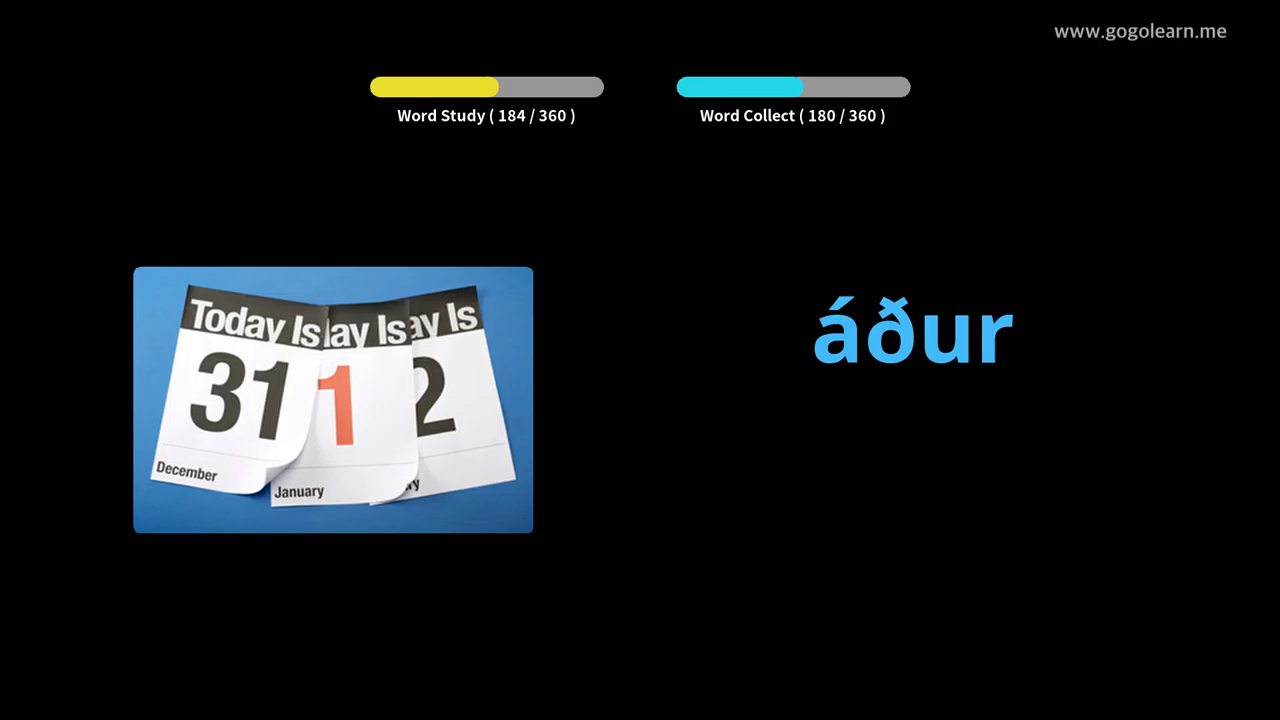 www.gogolearn.me
Word Study ( 184 / 360 )
Word Collect ( 180 / 360 )
Today Is
31
December
ay Is
1
January
ay Is
2
ry
áður